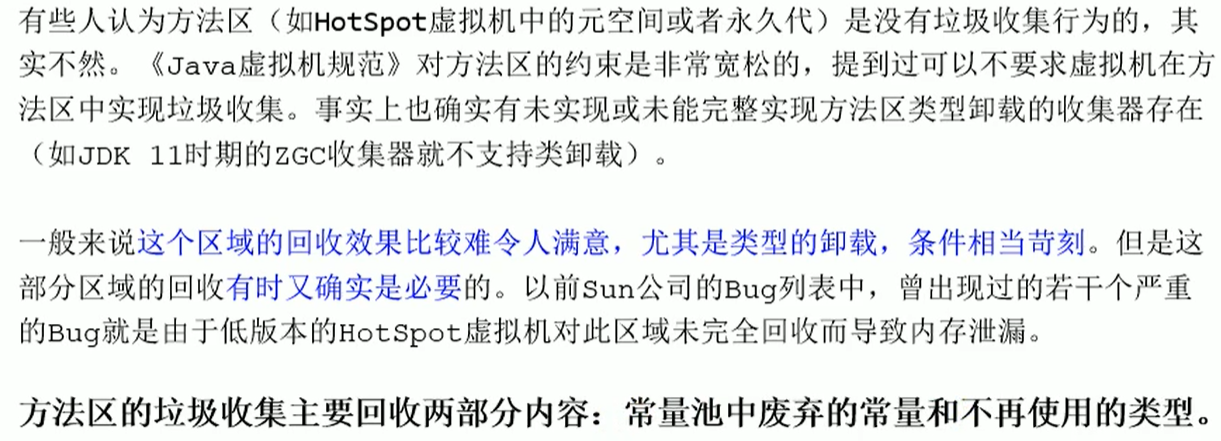 有些人认为方法区（如HotSpot虚拟机中的元空间或者永久代）是没有垃圾收集行为的，其
实不然。《Java虚拟机规范》对方法区的约束是非常宽松的，提到过可以不要求虚拟机在方
法区中实现垃圾收集。事实上也确实有未实现或未能完整实现方法区类型卸载的收集器存在
（如JDK 11时期的ZGC收集器就不支持类卸载）。
一般来说这个区域的回收效果比较难令人满意，尤其是类型的卸载，条件相当苛刻。但是这
部分区域的回收有时又确实是必要的。以前Sun公司的Bug列表中，曾出现过的若干个严重
的Bug就是由于低版本的HotSpot虚拟机对此区域未完全回收而导致内存泄漏。
方法区的垃圾收集主要回收两部分内容：常量池中废弃的常量和不再使用的类型。